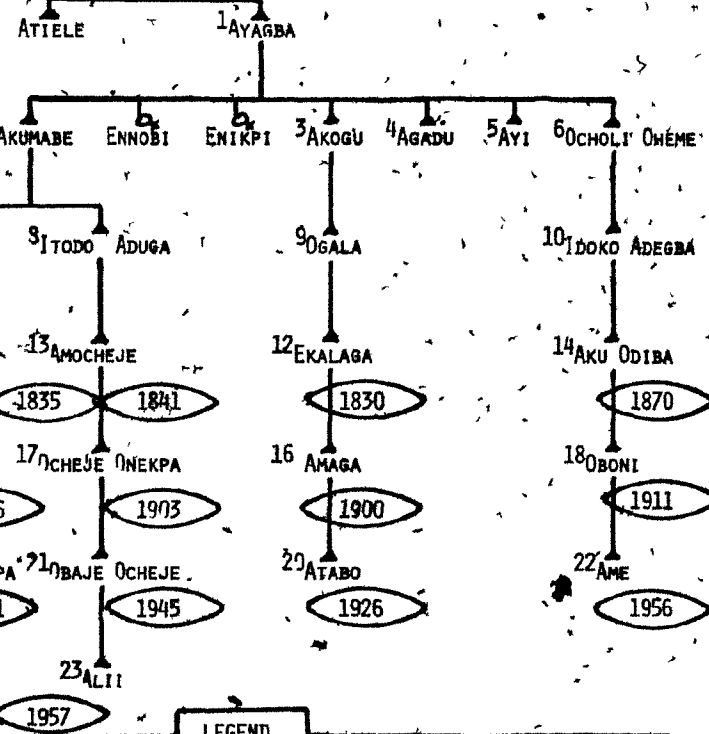 ATIELE 1AYAGBA
AKUMABE ENNOBI ENIKPI 3AKOGU 4AGADU 5AYI 6OCHOLI OHEME
8ITODO ADUGA 9OGALA 10IDOKO ADEGBA
13AMOCHEJE 12EKALAGA 14AKU ODIBA
1835 1841 1830 1870
17OCHEJE ONEKPA 16 AMAGA 18OBONI
1903 1900 1911
21OBAJE OCHEJE 20ATABO 22AME
1945 1926 1956
23ALII
1957
LEGEND